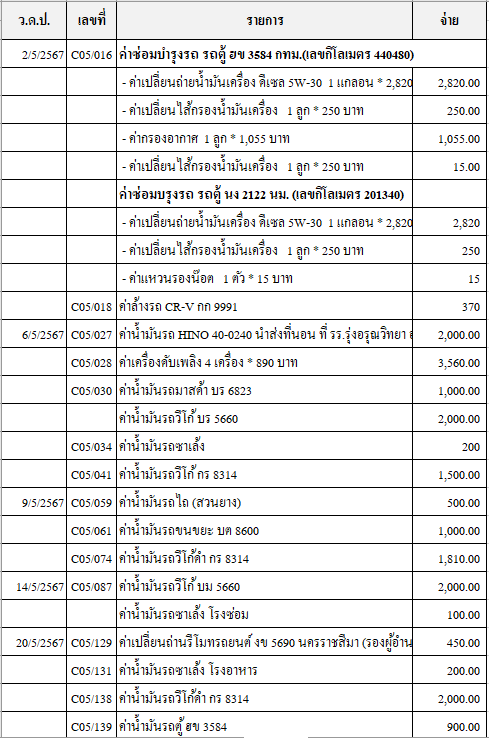 ว.ด.ป. เลขที่ รายการ จ่าย
2/5/2567 C05/016 ค่าซ่อมบำรุงรถ รถตู้ ฮข 3584 กทม.(เลขกิโลเมตร 440480)
- ค่าเปลี่ยนถ่ายน้ำมันเครื่อง ดีเซล 5W-30 1 แกลอน * 2,820 2,820.00
- ค่าเปลี่ยนไส้กรองน้ำมันเครื่อง 1 ลูก * 250 บาท 250.00
- ค่ากรองอากาศ 1 ลูก * 1,055 บาท 1,055.00
- ค่าเปลี่ยนไส้กรองน้ำมันเครื่อง 1 ลูก * 250 บาท 15.00
ค่าซ่อมบรุงรถ รถตู้ นง 2122 นม. (เลขกิโลเมตร 201340)
- ค่าเปลี่ยนถ่ายน้ำมันเครื่อง ดีเซล 5W-30 1 แกลอน * 2,820 2,820
- ค่าเปลี่ยนไส้กรองน้ำมันเครื่อง 1 ลูก * 250 บาท 250
- ค่าแหวนรองน๊อต 1 ตัว * 15 บาท 15
C05/018 ค่าล้างรถ CR-V กก 9991 370
6/5/2567 C05/027 ค่าน้ำมันรถ HINO 40-0240 นำส่งที่นอน ที่ รร.รุ่งอรุณวิทยา 2,000.00
C05/028 ค่าเครื่องดับเพลิง 4 เครื่อง * 890 บาท 3,560.00
C05/030 ค่าน้ำมันรถมาสด้า บร 6823 1,000.00
ค่าน้ำมันรถวีโก้ บร 5660 2,000.00
C05/034 ค่าน้ำมันรถซาเล้ง 200
C05/041 ค่าน้ำมันรถวีโก้ กร 8314 1,500.00
9/5/2567 C05/059 ค่าน้ำมันรถไถ (สวนยาง) 500.00
C05/061 ค่าน้ำมันรถขนขยะ บต 8600 1,000.00
C05/074 ค่าน้ำมันรถวีโก้ดำ กร 8314 1,810.00
14/5/2567 C05/087 ค่าน้ำมันรถวีโก้ บม 5660 2,000.00
ค่าน้ำมันรถซาเล้ง โรงซ่อม 100.00
20/5/2567 C05/129 ค่าเปลี่ยนถ่านรีโมทรถยนต์ งข 5690 นครราชสีมา (รองผู้อำน 450.00
C05/131 ค่าน้ำมันรถซาเล้ง โรงอาหาร 200.00
C05/138 ค่าน้ำมันรถวีโก้ดำ กร 8314 2,000.00
C05/139 ค่าน้ำมันรถตู้ ฮข 3584 900.00